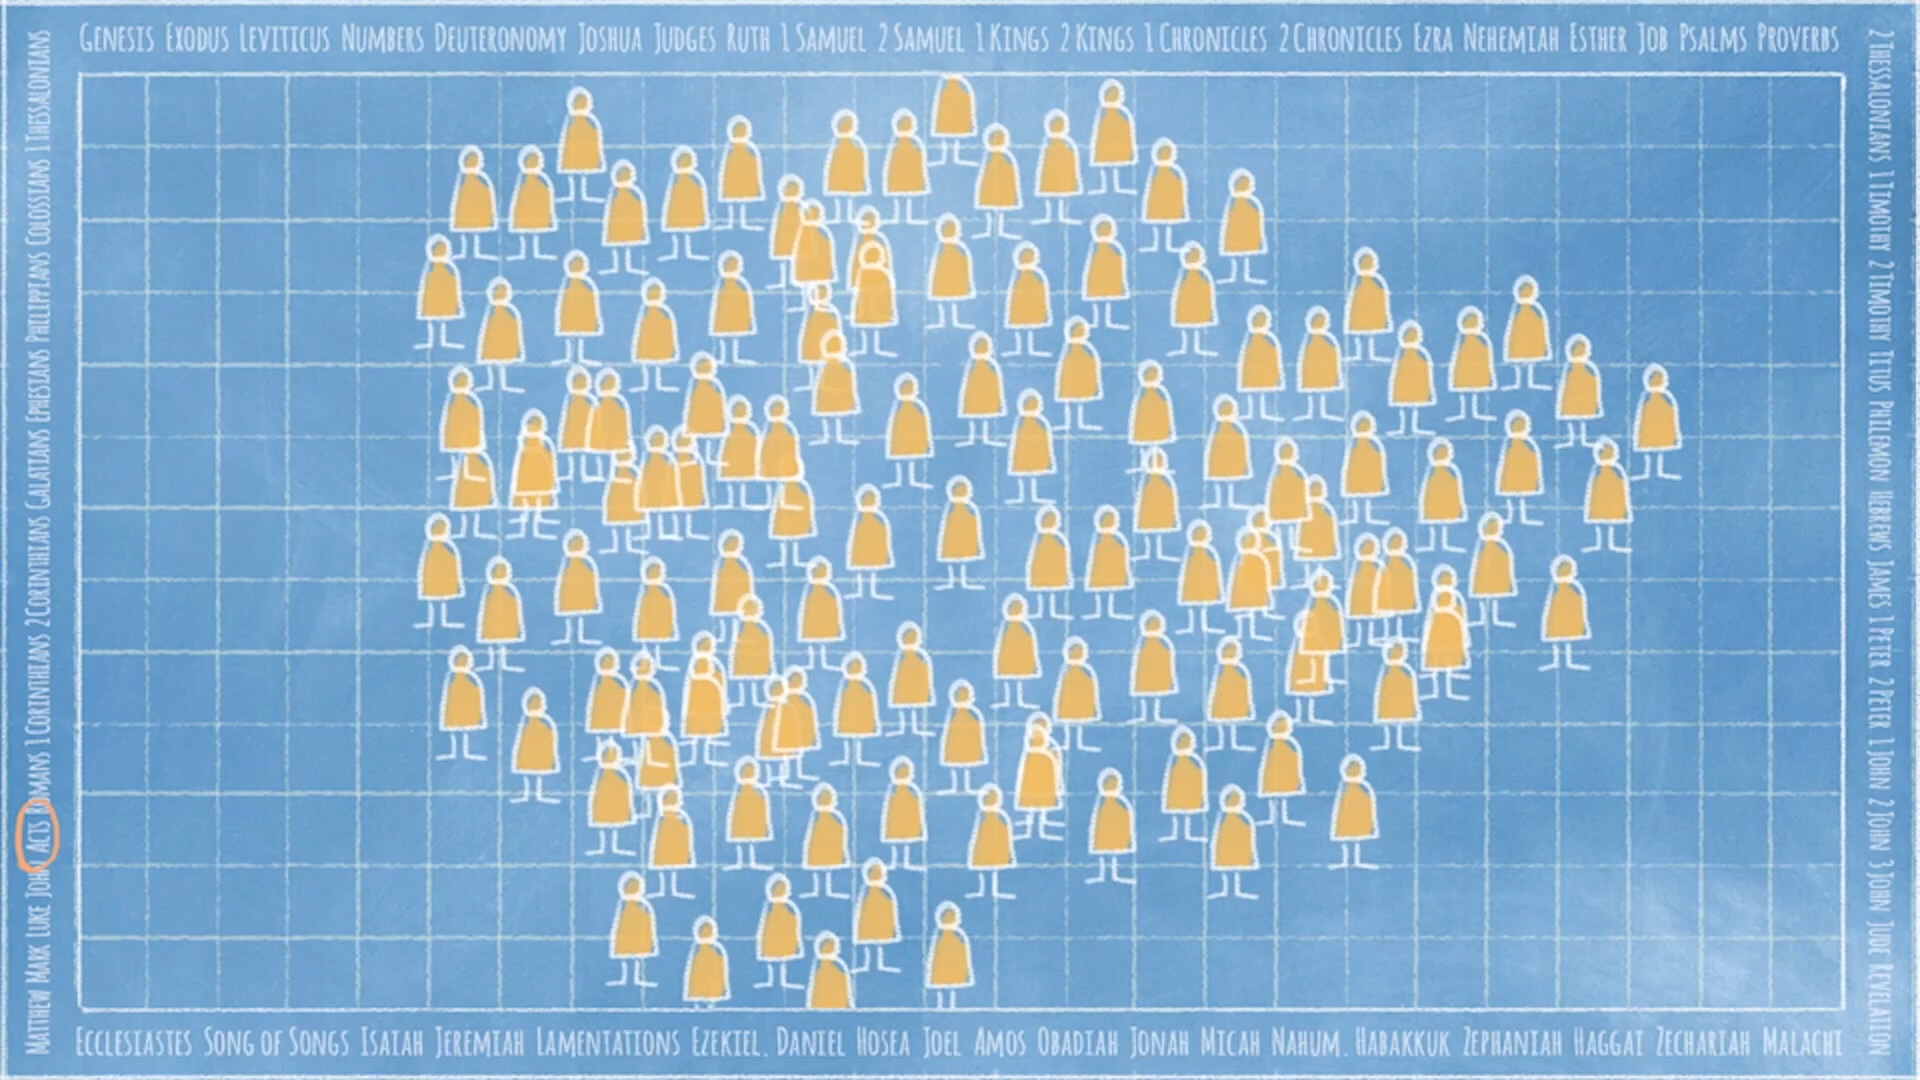 Genesis Exodus Leviticus Numbers Deuteronomy Joshua Judges Ruth 1 Samuel 2 Samuel 1 Kings 2 Kings 1 Chronicles 2 Chronicles Ezra Nehemiah Esther Job Psalms Proverbs
Ecclesiastes Song of Songs Isaiah Jeremiah Lamentations Ezekiel. Daniel Hosea Joel Amos Obadiah Jonah Micah Nahum. Habakkuk Zephaniah Haggai Zechariah Malachi
Matthew Mark Luke John Acts Romans 1 Corinthians 2 Corinthians Galatians Ephesians Philippians Colossians 1 Thessalonians
2 Thessalonians 1 Timothy 2 Timothy Titus Philemon Hebrews James 1 Peter 2 Peter 1 John 2 John 3 John Jude Revelation